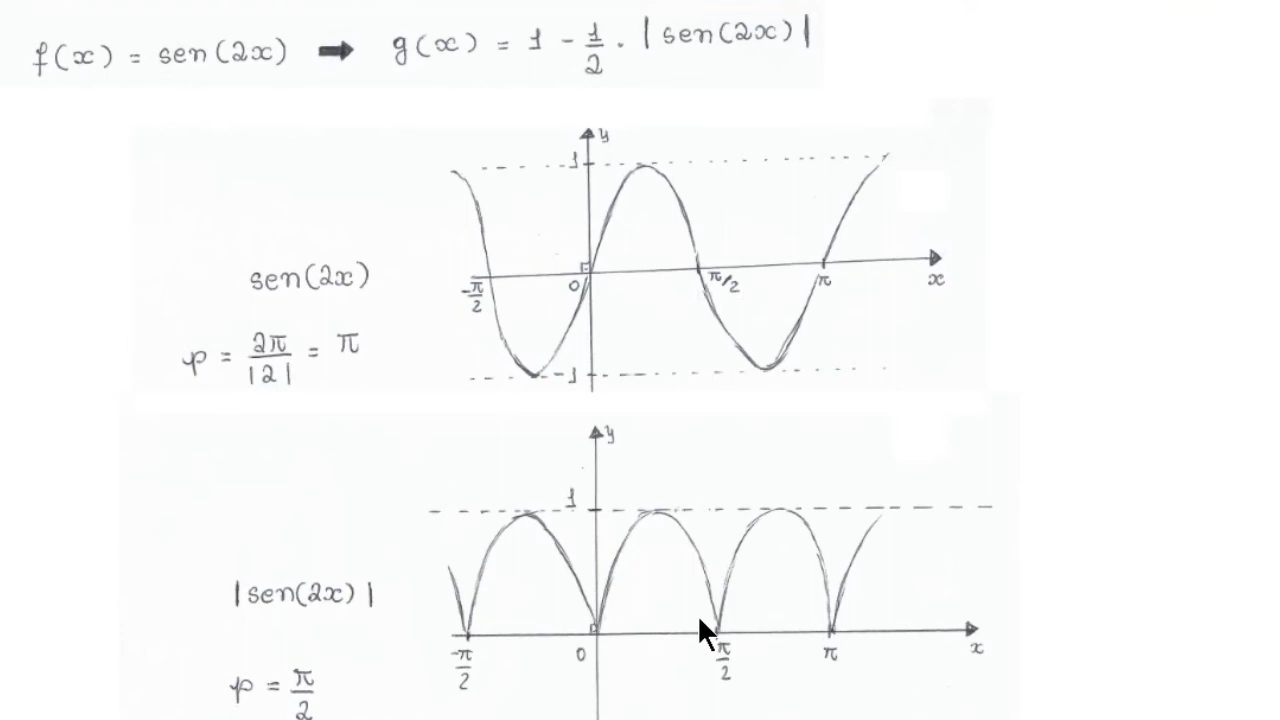 f(x) = sen(2x) ➡ g(x) = 1 - 1/2 . |sen(2x)|
y
1
sen(2x)
-π/2
0
π/2
π
x
p = 2π/|2| = π
-1
y
1
|sen(2x)|
-π/2
0
π/2
π
x
p = π/2